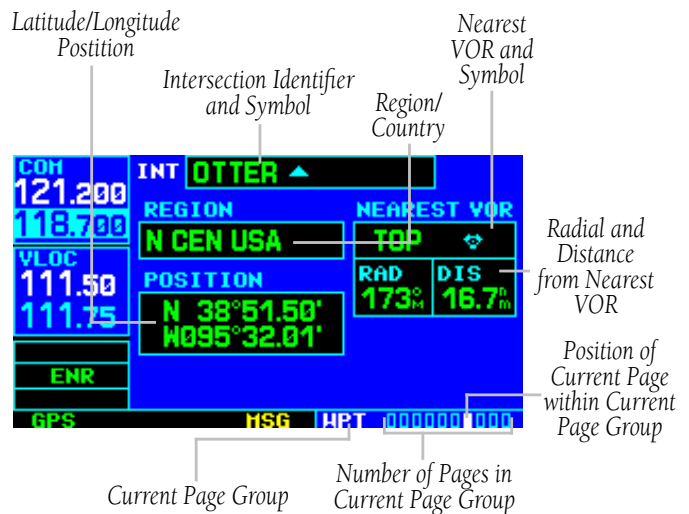 Latitude/Longitude
Postition
Nearest
VOR and
Symbol
Intersection Identifier
and Symbol
Region/
Country
COM
121.200
118.700
VLOC
111.50
111.75
ENR
GPS
INT OTTER
REGION
N CEN USA
POSITION
N 38°51.50'
W095°32.01'
NEAREST VOR
TOP
RAD
173°M
DIS
16.7nm
MSG
WPT
Radial and
Distance
from Nearest
VOR
Position of
Current Page
within Current
Page Group
Current Page Group
Number of Pages in
Current Page Group